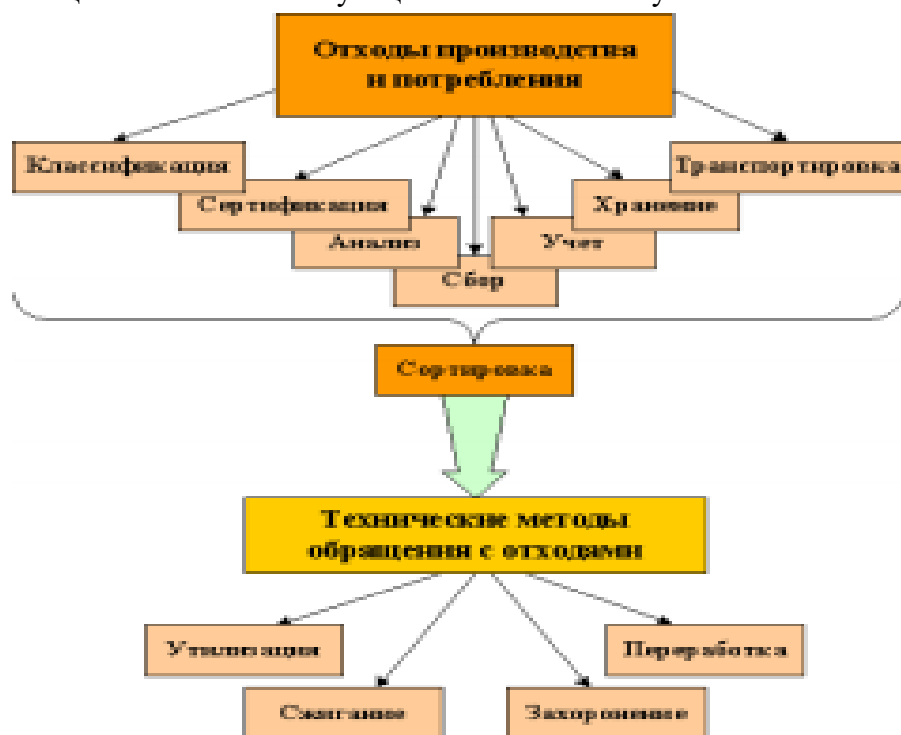 Отходы производства
и потребления
Классификация
Транспортировка
Сертификация
Хранение
Анализ
Учет
Сбор
Сортировка
Технические методы
обращения с отходами
Утилизация
Переработка
Сжигание
Захоронение